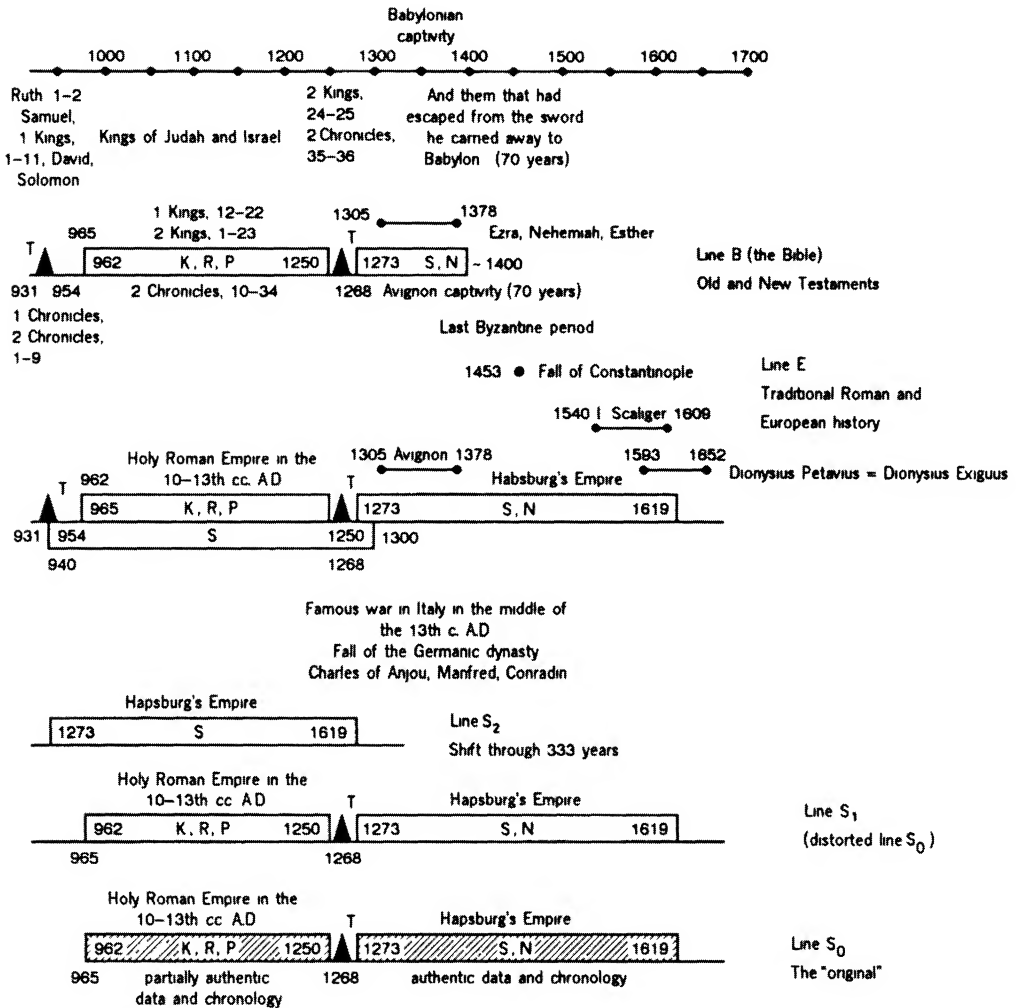 Babylonian
captivity
1000 1100 1200 1300 1400 1500 1600 1700
Ruth 1–2
Samuel,
1 Kings,
1–11, David,
Solomon
Kings of Judah and Israel
2 Kings,
24–25
2 Chronicles,
35–36
And them that had
escaped from the sword
he carried away to
Babylon (70 years)
1 Kings, 12–22
2 Kings, 1–23
965
T
T
1305 1378
Ezra, Nehemiah, Esther
962 K, R, P 1250
1273 S, N ~ 1400
Line B (the Bible)
Old and New Testaments
931 954 2 Chronicles, 10–34 1268 Avignon captivity (70 years)
1 Chronicles,
2 Chronicles,
1–9
Last Byzantine period
1453 Fall of Constantinople
Line E
Traditional Roman and
European history
1540 Scaliger 1609
1305 Avignon 1378
1593 1652
Dionysius Petavius = Dionysius Exiguus
Holy Roman Empire in the
10–13th cc. AD
Habsburg's Empire
T 962 T
965 K, R, P
1273 S, N 1619
931 954 S 1250 1300
940 1268
Famous war in Italy in the middle of
the 13th c. A.D
Fall of the Germanic dynasty
Charles of Anjou, Manfred, Conradin
Hapsburg's Empire
1273 S 1619
Line S2
Shift through 333 years
Holy Roman Empire in the
10–13th cc AD
T
Hapsburg's Empire
962 K, R, P 1250
1273 S, N 1619
965 1268
Line S1
(distorted line S0)
Holy Roman Empire in the
10–13th cc A.D
T
Hapsburg's Empire
962 K, R, P 1250
1273 S, N 1619
965 partially authentic
data and chronology
1268 authentic data and chronology
Line S0
The "original"